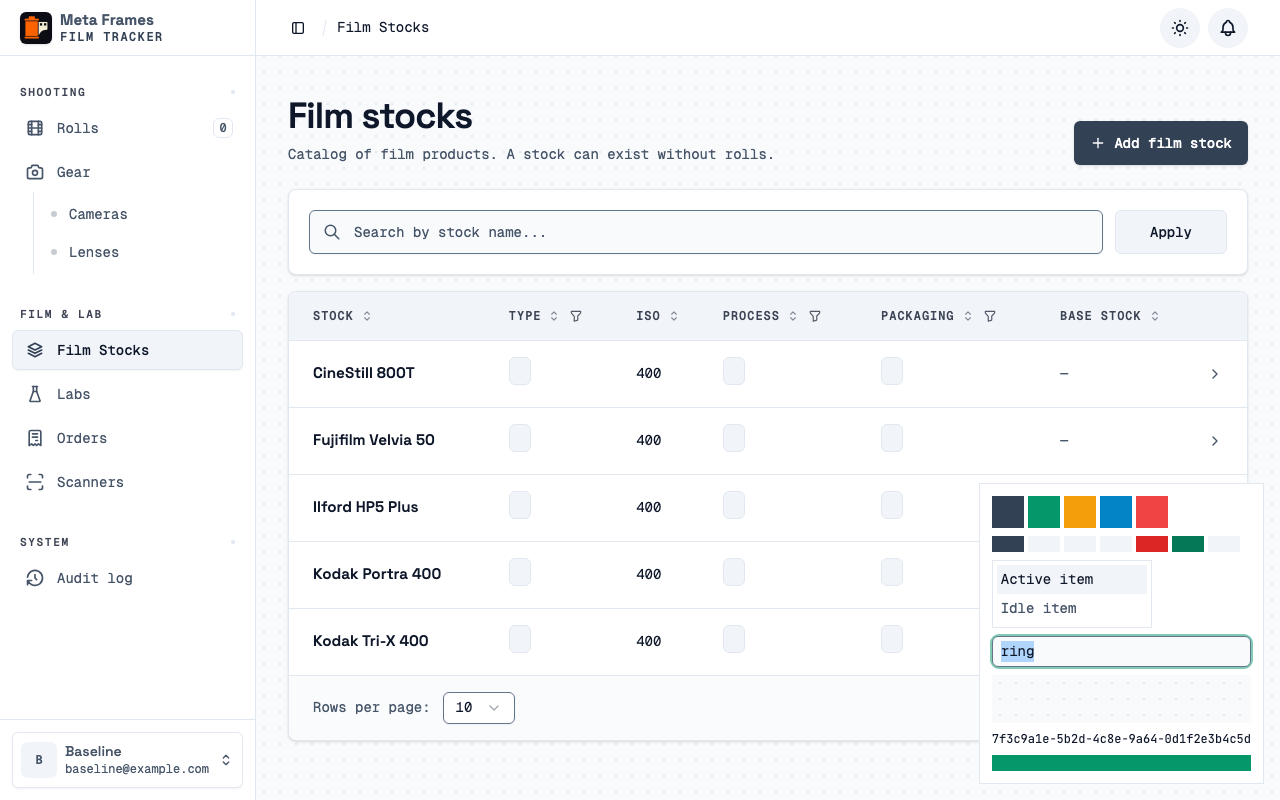 Meta Frames
FILM TRACKER
Film Stocks
SHOOTING
Rolls 0
Gear
Cameras
Lenses
FILM & LAB
Film Stocks
Labs
Orders
Scanners
SYSTEM
Audit log
B
Baseline
baseline@example.com
Film stocks
Catalog of film products. A stock can exist without rolls.
+ Add film stock
Search by stock name...
Apply
STOCK TYPE ISO PROCESS PACKAGING BASE STOCK
CineStill 800T 400 —
Fujifilm Velvia 50 400 —
Ilford HP5 Plus 400
Kodak Portra 400 400
Kodak Tri-X 400 400
Rows per page: 10
Active item
Idle item
ring
7f3c9a1e-5b2d-4c8e-9a64-0d1f2e3b4c5d